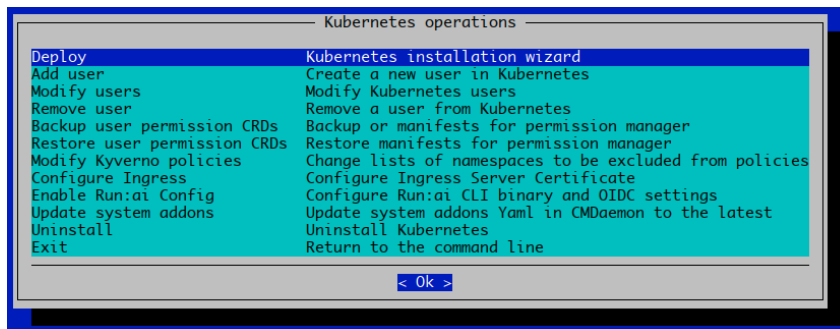 Kubernetes operations
Deploy Kubernetes installation wizard
Add user Create a new user in Kubernetes
Modify users Modify Kubernetes users
Remove user Remove a user from Kubernetes
Backup user permission CRDs Backup or manifests for permission manager
Restore user permission CRDs Restore manifests for permission manager
Modify Kyverno policies Change lists of namespaces to be excluded from policies
Configure Ingress Configure Ingress Server Certificate
Enable Run:ai Config Configure Run:ai CLI binary and OIDC settings
Update system addons Update system addons Yaml in CMDaemon to the latest
Uninstall Uninstall Kubernetes
Exit Return to the command line
< Ok >